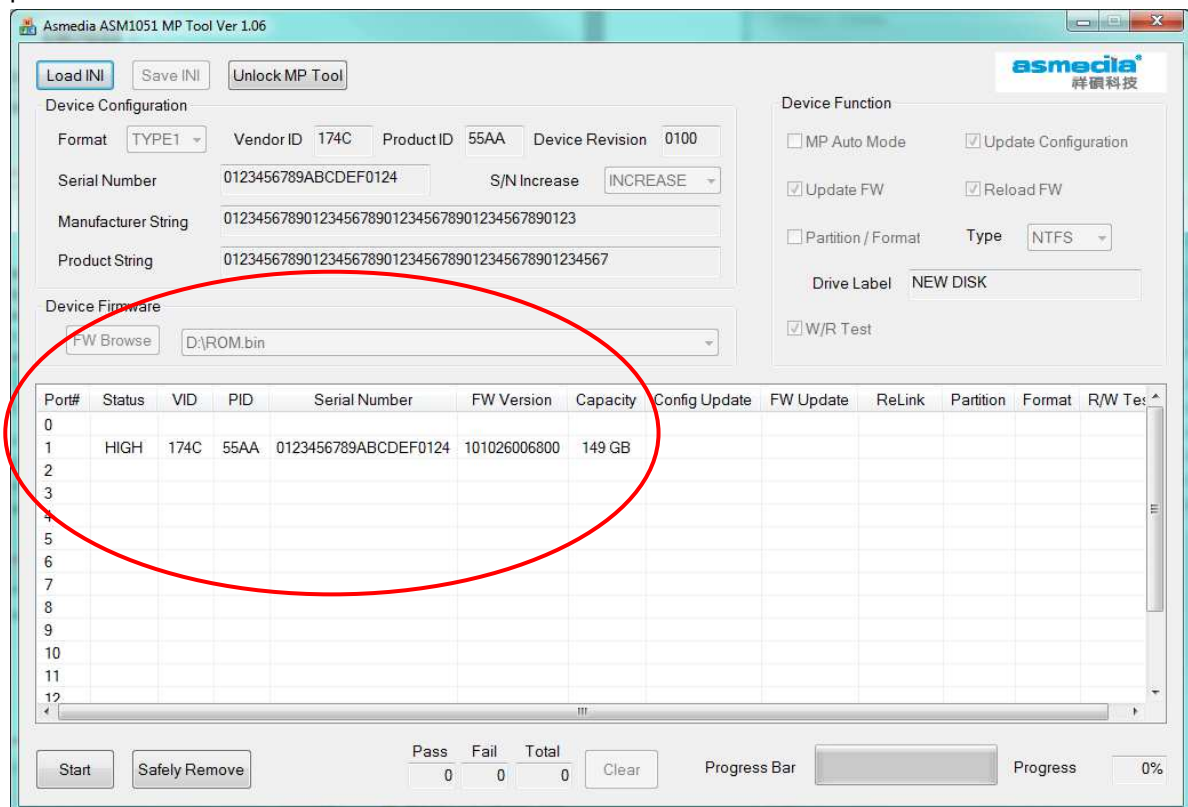 Asmedia ASM1051 MP Tool Ver 1.06
Load INI Save INI Unlock MP Tool
asmedia
祥碩科技
Device Configuration
Format TYPE1 Vendor ID 174C Product ID 55AA Device Revision 0100
Serial Number 0123456789ABCDEF0124 S/N Increase INCREASE
Manufacturer String 01234567890123456789012345678901234567890123
Product String 012345678901234567890123456789012345678901234567
Device Firmware
FW Browse D:\ROM.bin
Device Function
MP Auto Mode Update Configuration
Update FW Reload FW
Partition / Format Type NTFS
Drive Label NEW DISK
W/R Test
Port# Status VID PID Serial Number FW Version Capacity Config Update FW Update ReLink Partition Format R/W Tes
0
1 HIGH 174C 55AA 0123456789ABCDEF0124 101026006800 149 GB
2
3
4
5
6
7
8
9
10
11
12
Pass Fail Total
Start Safely Remove 0 0 0 Clear Progress Bar Progress 0%